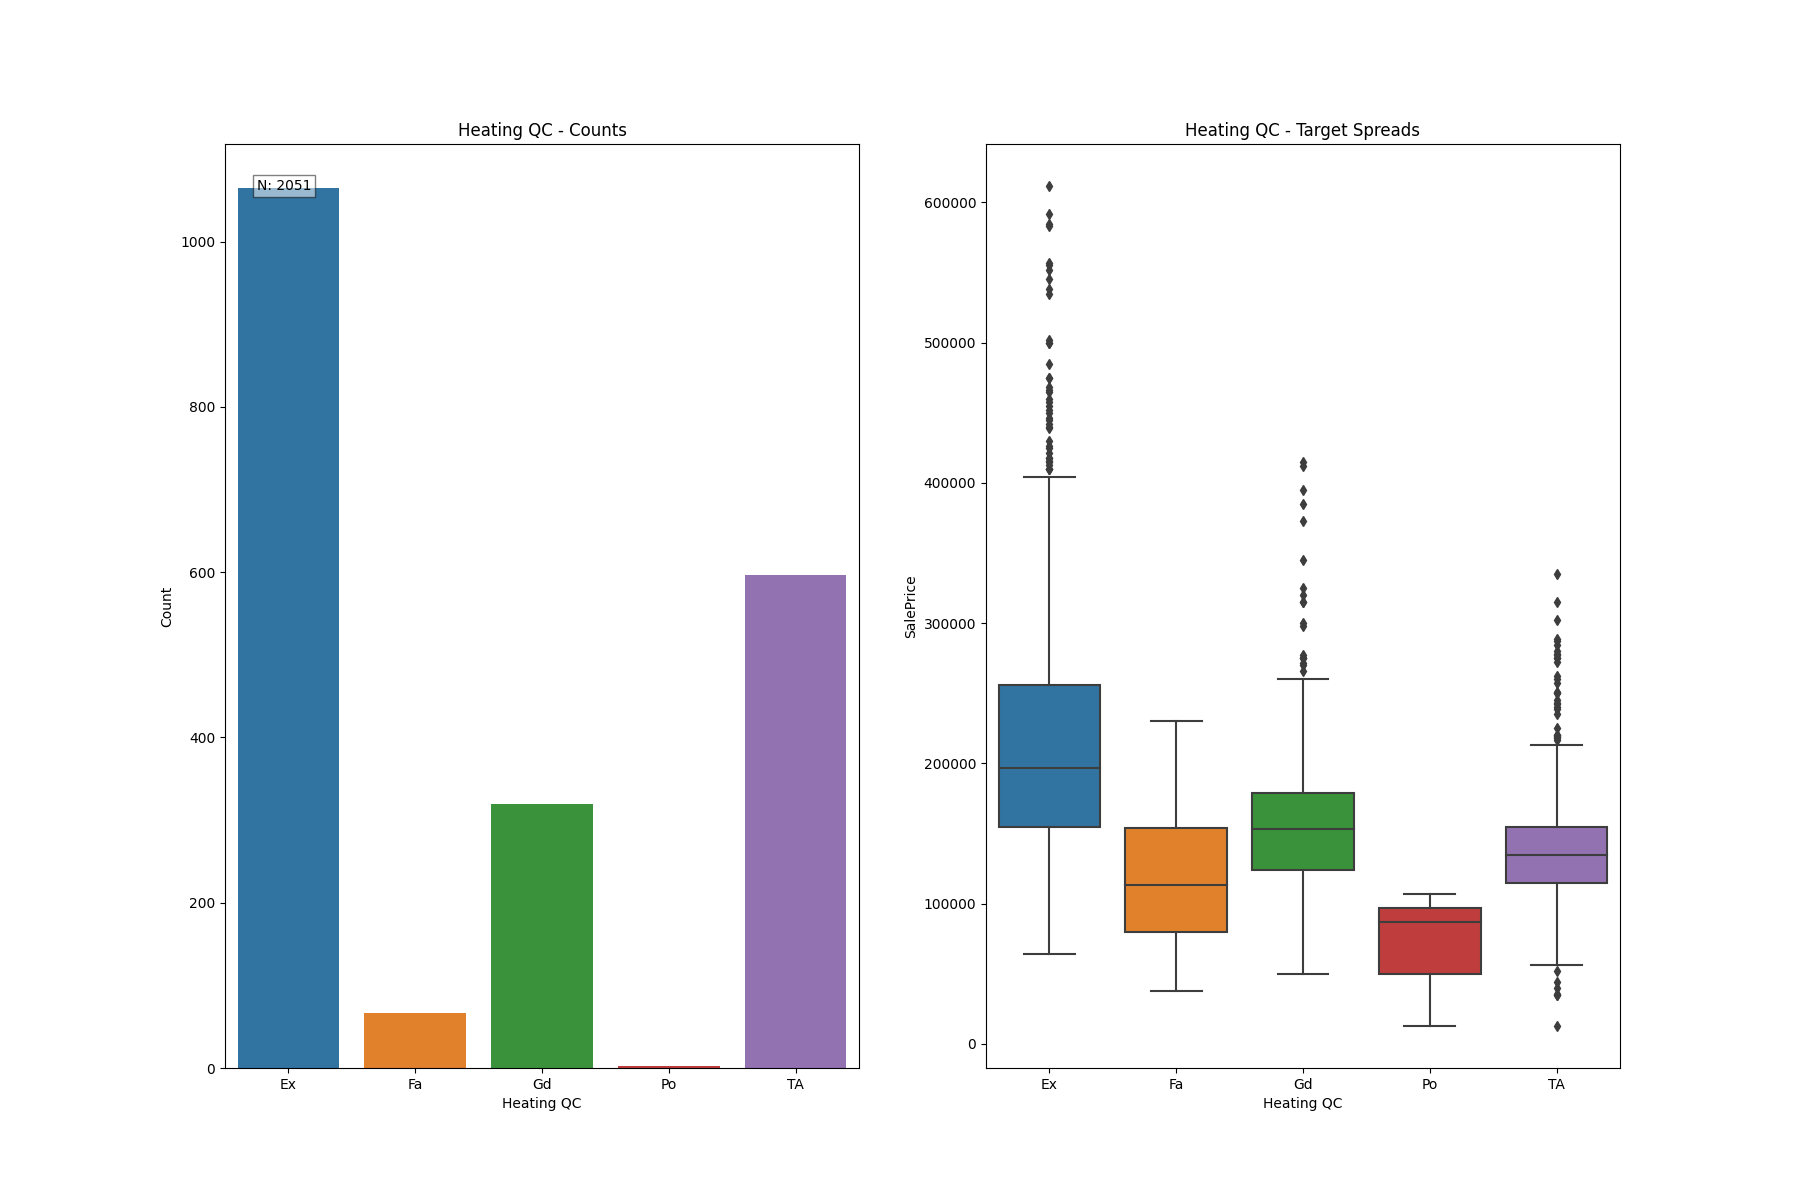 Heating QC - Counts
N: 2051
1000
800
600
400
200
0
Count
Ex Fa Gd Po TA
Heating QC
Heating QC - Target Spreads
600000
500000
400000
300000
200000
100000
0
SalePrice
Ex Fa Gd Po TA
Heating QC